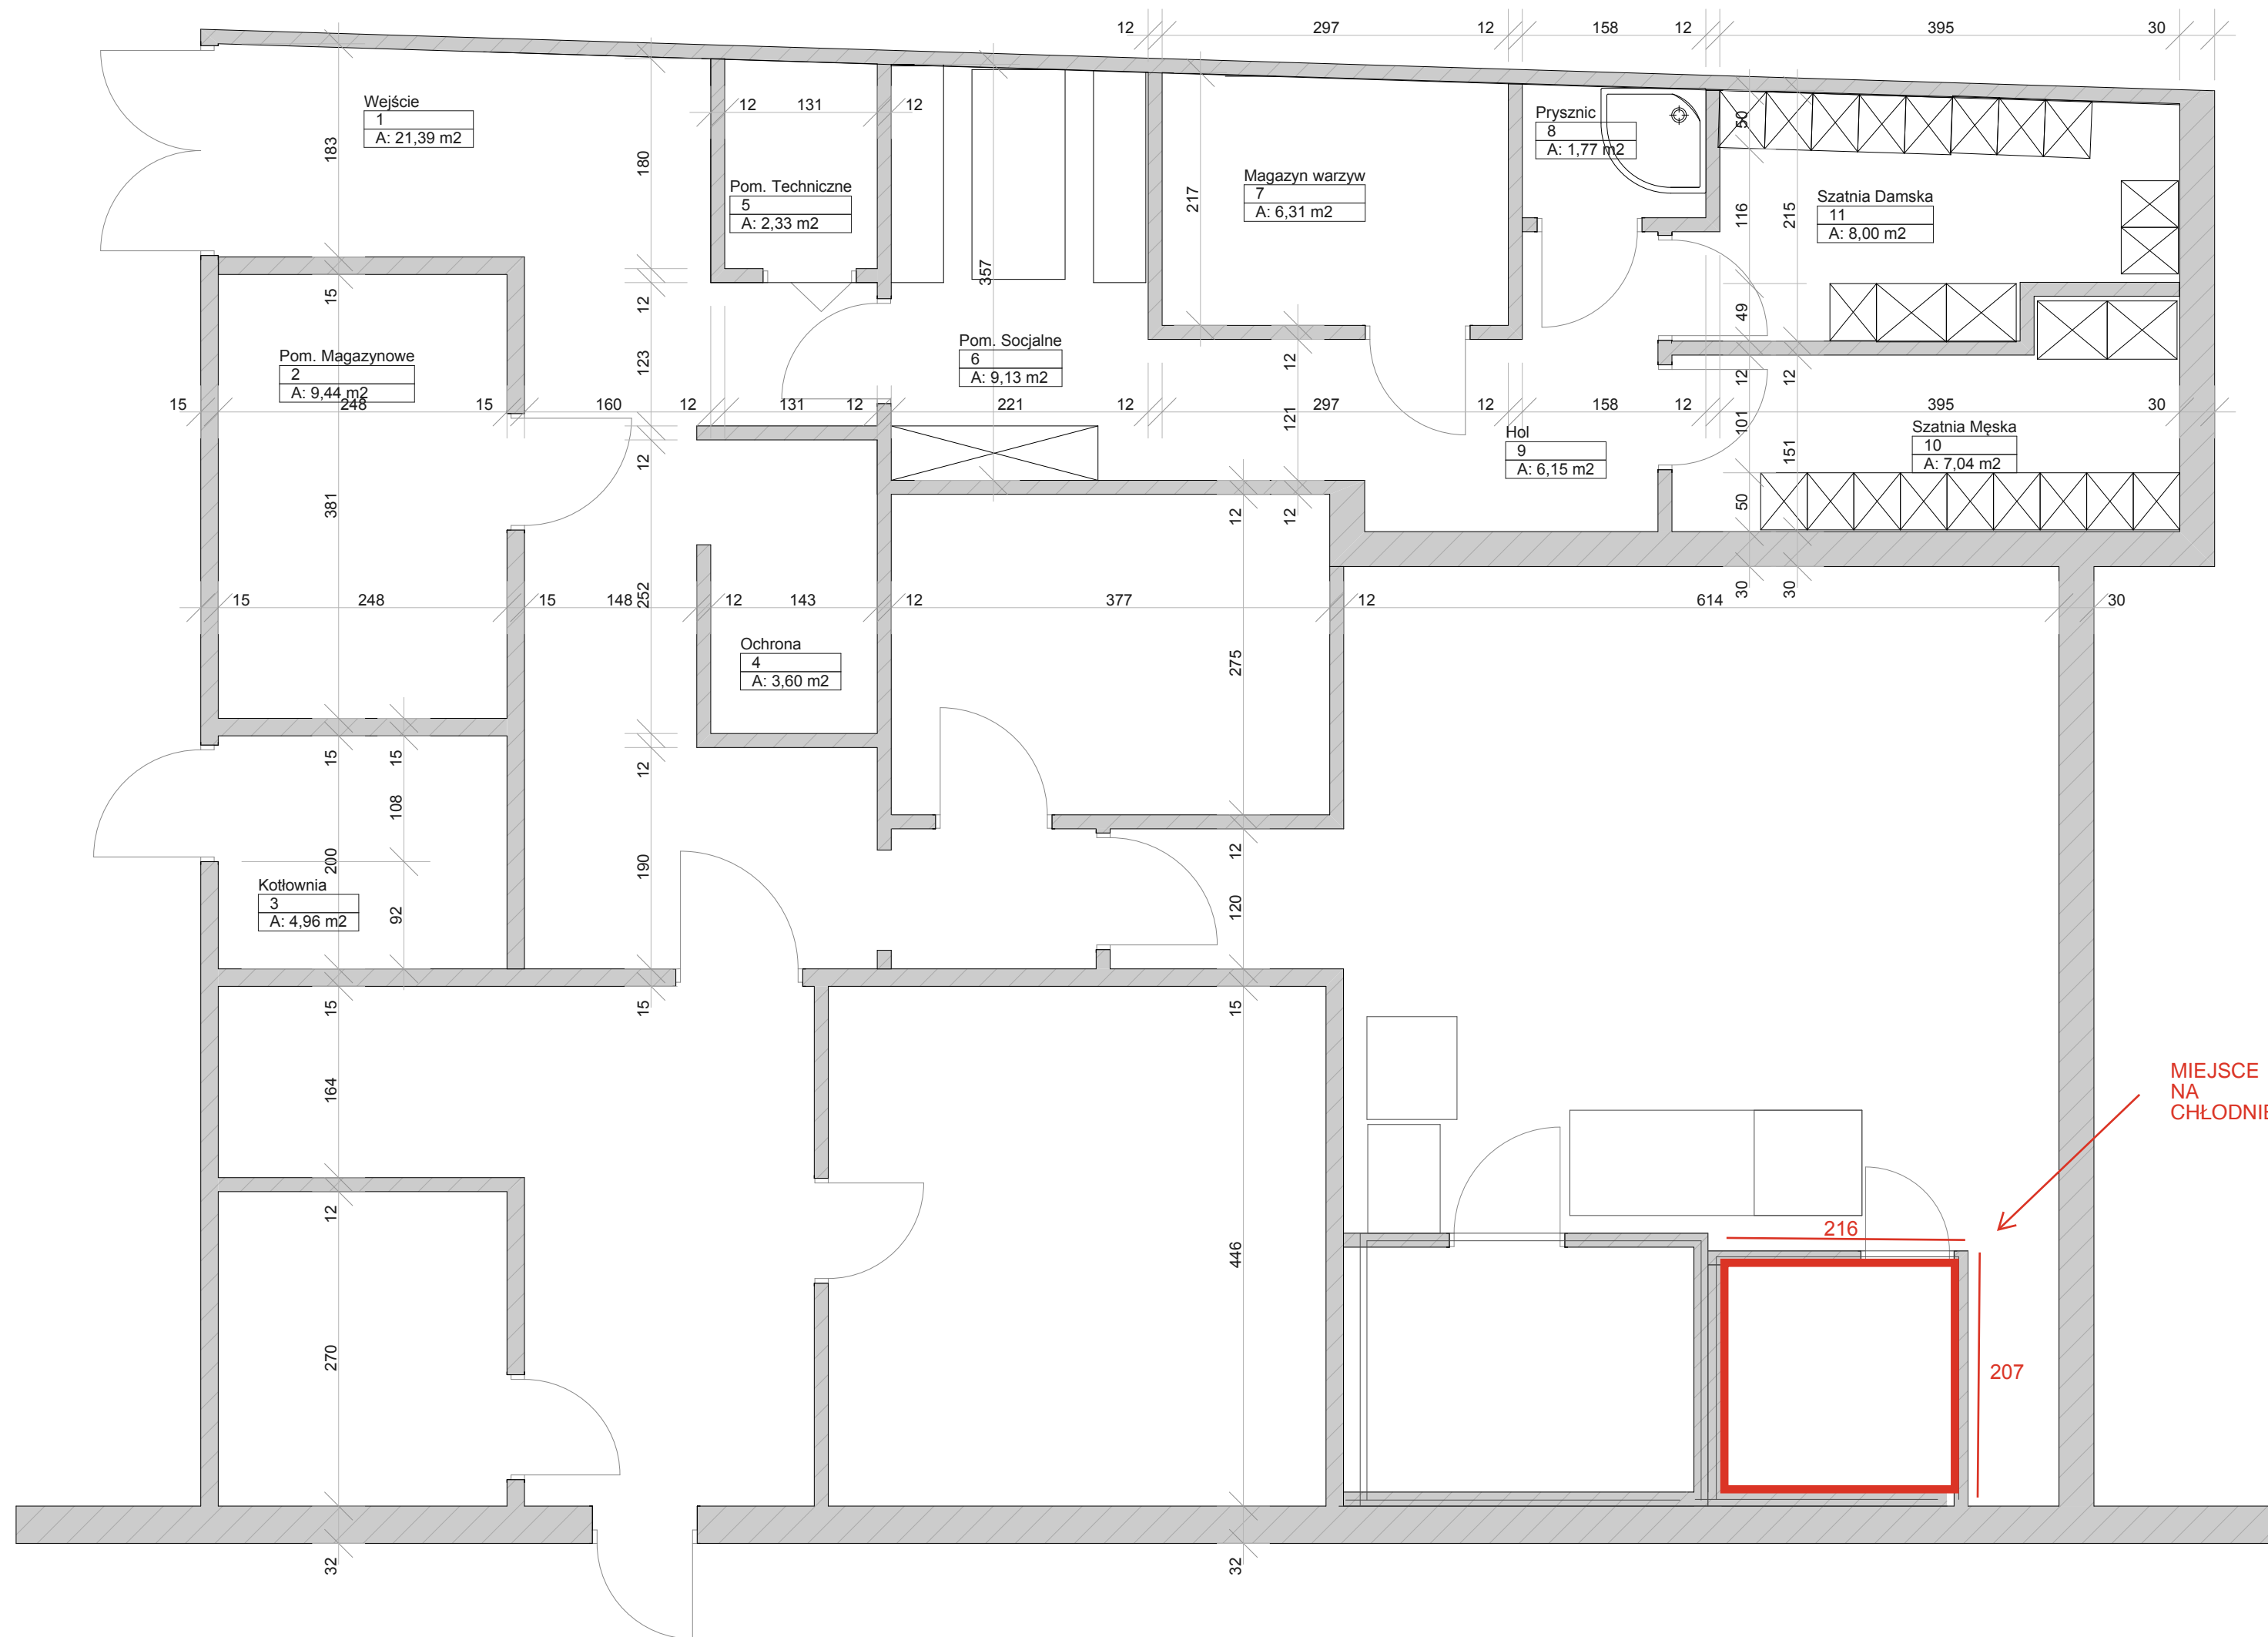 12 297 12 158 12 395 30
Wejście
1
A: 21,39 m2
12 131 12
Prysznic
8
A: 1,77 m2
50
183
180
Pom. Techniczne
5
A: 2,33 m2
Magazyn warzyw
7
A: 6,31 m2
217
Szatnia Damska
11
A: 8,00 m2
116
215
357
15
12
49
Pom. Magazynowe
2
A: 9,44 m2
123
Pom. Socjalne
6
A: 9,13 m2
12
12
12
15 248 15 160 12 131 12 221 12 297 12 158 12 395 30
121
101
Hol
9
A: 6,15 m2
Szatnia Męska
10
A: 7,04 m2
151
12
381
50
12
12
252
30
30
15 248 15 148 12 143 12 377 12 614 30
Ochrona
4
A: 3,60 m2
275
15
15
12
108
200
190
12
Kotłownia
3
A: 4,96 m2
92
120
15
15
15
164
MIEJSCE
NA
12
216
446
270
207
32
32